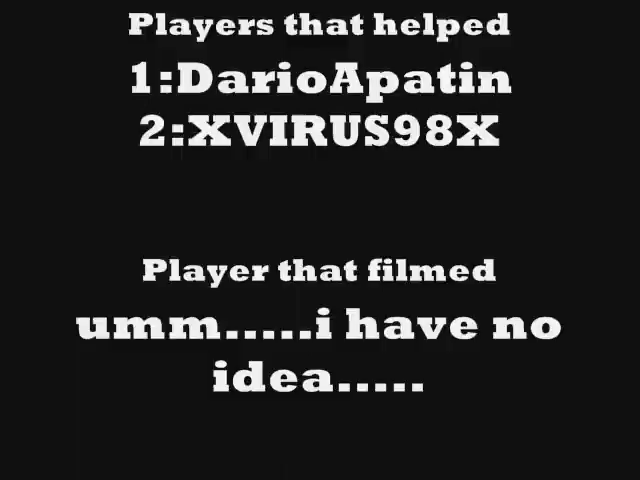 Players that helped
1:DarioApatin
2:XVIRUS98X
Player that filmed
umm.....i have no
idea.....